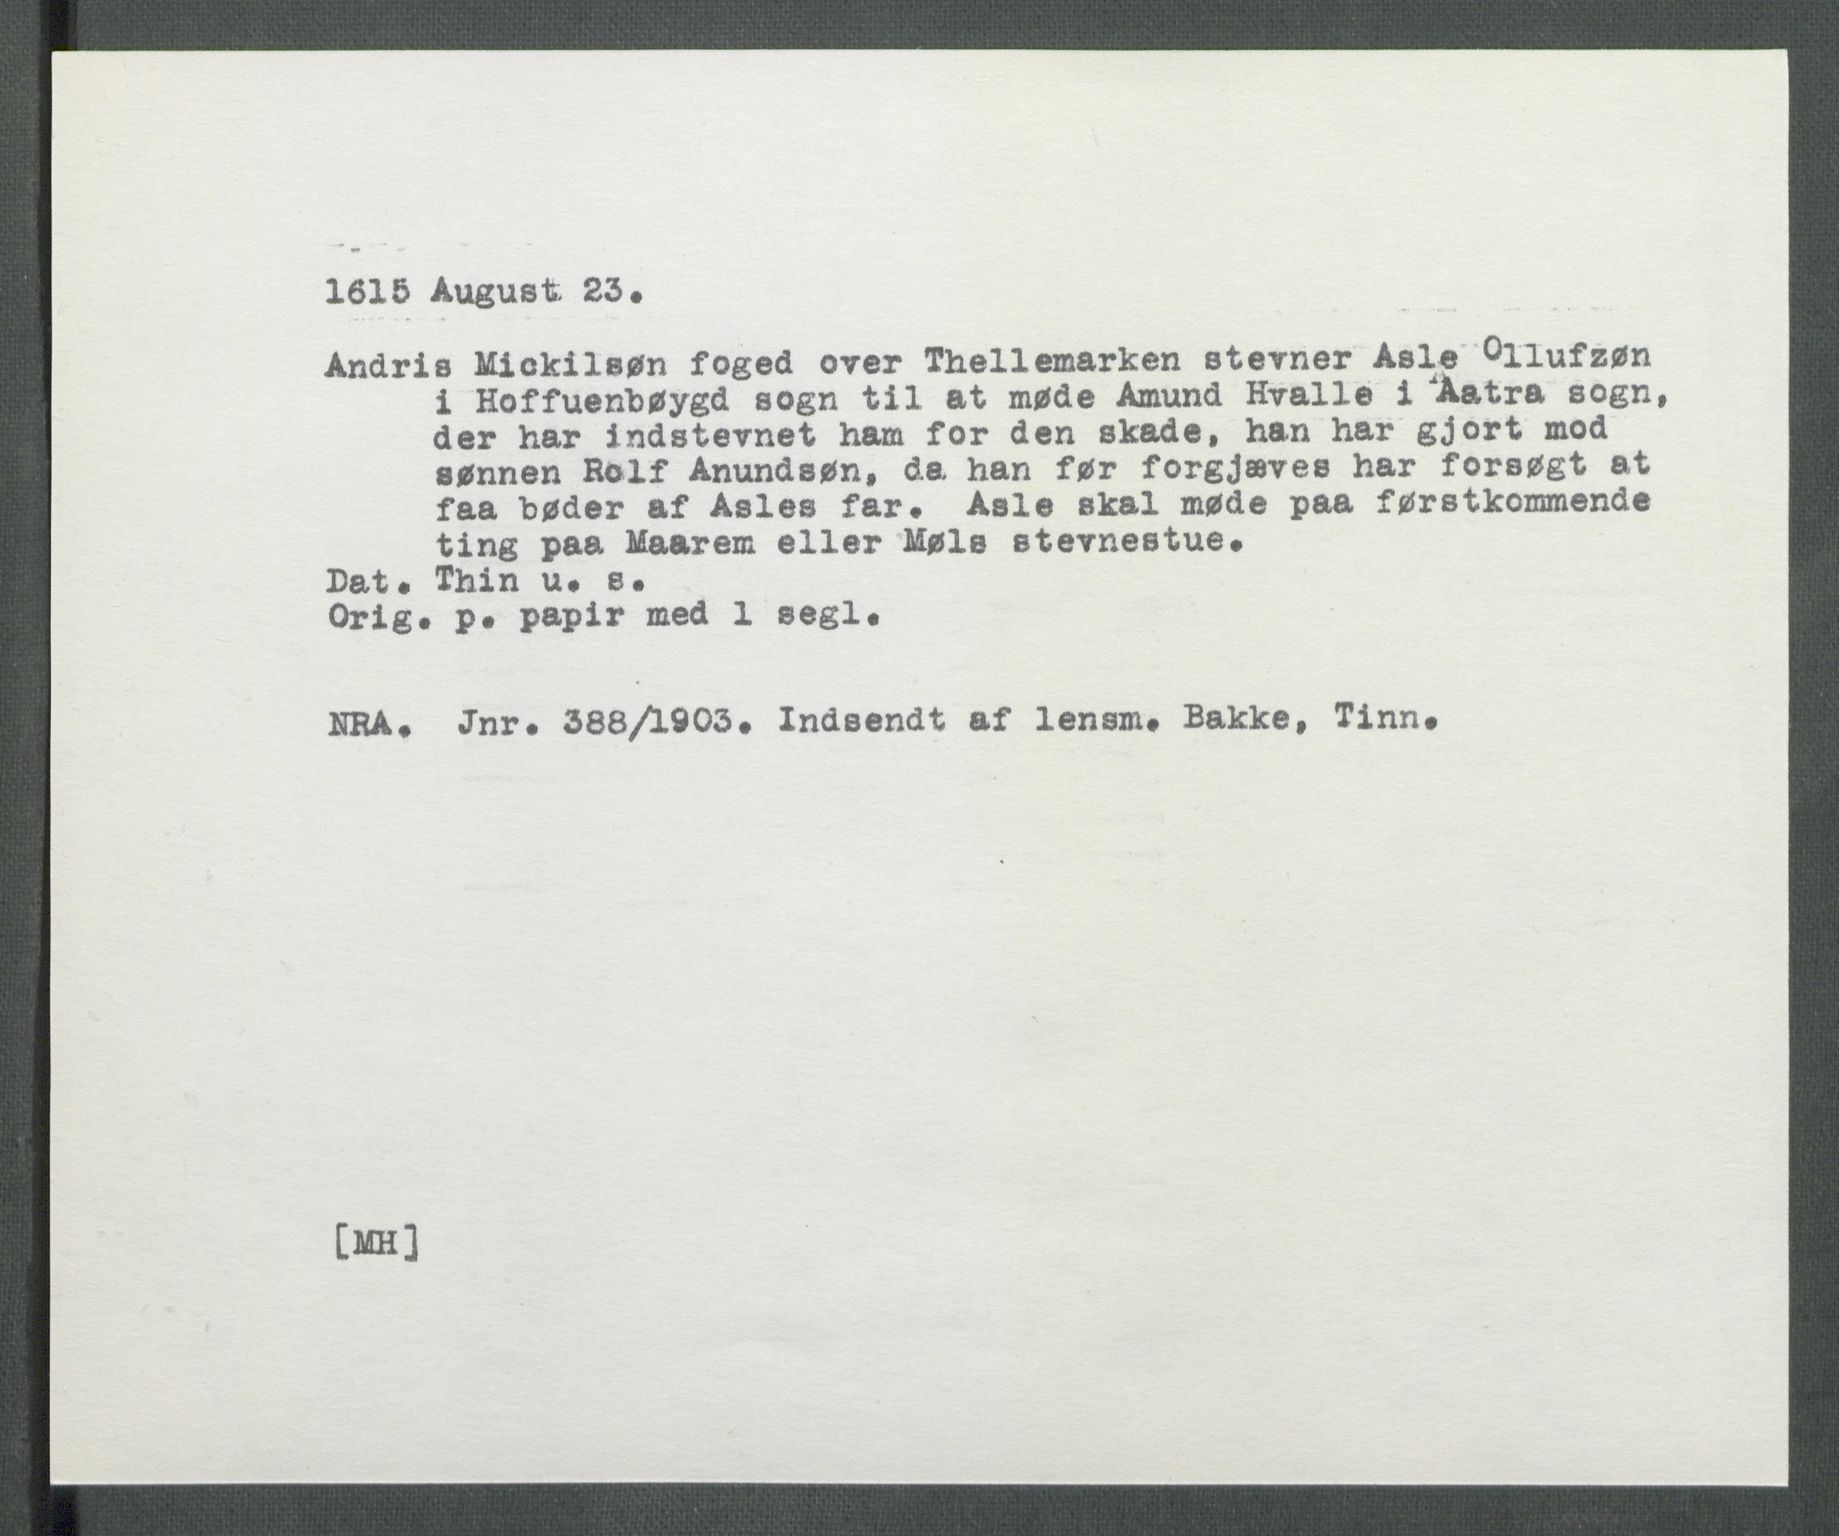 1615 August 23.
Andris Mickilsøn foged over Thellemarken stevner Asle Ollufzøn
i Hoffuenbøygd sogn til at møde Amund Hvalle i Aatra sogn,
der har indstevnet ham for den skade, han har gjort mod
sønnen Rolf Anundsøn, da han før forgjæves har forsøgt at
faa bøder af Asles far. Asle skal møde paa førstkommende
ting paa Maarem eller Møls stevnestue.
Dat. Thin u. s.
Orig. p. papir med 1 segl.
NRA. Jnr. 388/1903. Indsendt af lensm. Bakke, Tinn.
[MH]